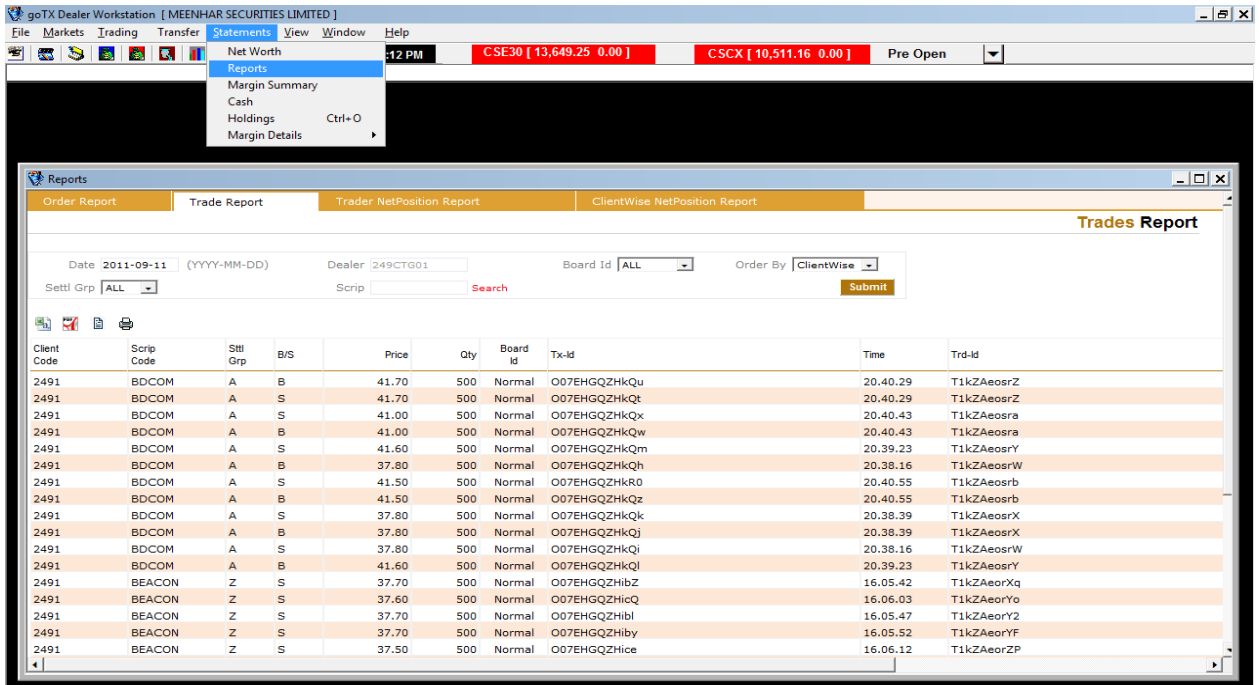 goTX Dealer Workstation [ MEENHAR SECURITIES LIMITED ]
File Markets Trading Transfer Statements View Window Help
:12 PM CSE30 [ 13,649.25 0.00 ] CSCX [ 10,511.16 0.00 ] Pre Open
Net Worth
Reports
Margin Summary
Cash
Holdings Ctrl+O
Margin Details
Reports
Order Report Trade Report Trader NetPosition Report ClientWise NetPosition Report
Trades Report
Date 2011-09-11 (YYYY-MM-DD) Dealer 249CTG01 Board Id ALL Order By ClientWise
Settl Grp ALL Scrip Search Submit
Client Code Scrip Code Sttl Grp B/S Price Qty Board Id Tx-Id Time Trd-Id
2491 BDCOM A B 41.70 500 Normal O07EHGQZHkQu 20.40.29 T1kZAeosrZ
2491 BDCOM A S 41.70 500 Normal O07EHGQZHkQt 20.40.29 T1kZAeosrZ
2491 BDCOM A S 41.00 500 Normal O07EHGQZHkQx 20.40.43 T1kZAeosra
2491 BDCOM A B 41.00 500 Normal O07EHGQZHkQw 20.40.43 T1kZAeosra
2491 BDCOM A S 41.60 500 Normal O07EHGQZHkQm 20.39.23 T1kZAeosrY
2491 BDCOM A B 37.80 500 Normal O07EHGQZHkQh 20.38.16 T1kZAeosrW
2491 BDCOM A S 41.50 500 Normal O07EHGQZHkR0 20.40.55 T1kZAeosrb
2491 BDCOM A B 41.50 500 Normal O07EHGQZHkQz 20.40.55 T1kZAeosrb
2491 BDCOM A S 37.80 500 Normal O07EHGQZHkQk 20.38.39 T1kZAeosrX
2491 BDCOM A B 37.80 500 Normal O07EHGQZHkQj 20.38.39 T1kZAeosrX
2491 BDCOM A S 37.80 500 Normal O07EHGQZHkQi 20.38.16 T1kZAeosrW
2491 BDCOM A B 41.60 500 Normal O07EHGQZHkQl 20.39.23 T1kZAeosrY
2491 BEACON Z S 37.70 500 Normal O07EHGQZHibZ 16.05.42 T1kZAeorXq
2491 BEACON Z S 37.60 500 Normal O07EHGQZHicQ 16.06.03 T1kZAeorYo
2491 BEACON Z S 37.70 500 Normal O07EHGQZHibl 16.05.47 T1kZAeorY2
2491 BEACON Z S 37.70 500 Normal O07EHGQZHiby 16.05.52 T1kZAeorYF
2491 BEACON Z S 37.50 500 Normal O07EHGQZHice 16.06.12 T1kZAeorZP